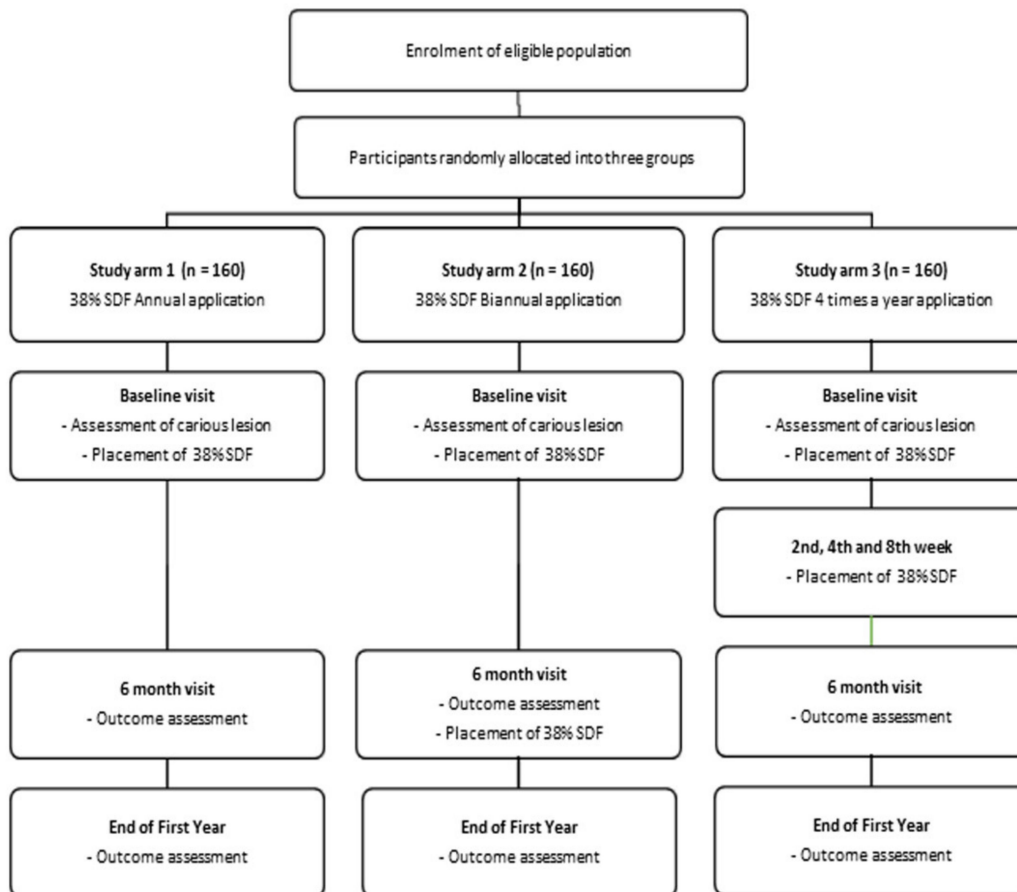 Enrolment of eligible population
Participants randomly allocated into three groups
Study arm 1 (n = 160)
38% SDF Annual application
Study arm 2 (n = 160)
38% SDF Biannual application
Study arm 3 (n = 160)
38% SDF 4 times a year application
Baseline visit
- Assessment of carious lesion
- Placement of 38%SDF
Baseline visit
- Assessment of carious lesion
- Placement of 38%SDF
Baseline visit
- Assessment of carious lesion
- Placement of 38%SDF
2nd, 4th and 8th week
- Placement of 38%SDF
6 month visit
- Outcome assessment
6 month visit
- Outcome assessment
- Placement of 38% SDF
6 month visit
- Outcome assessment
End of First Year
- Outcome assessment
End of First Year
- Outcome assessment
End of First Year
- Outcome assessment